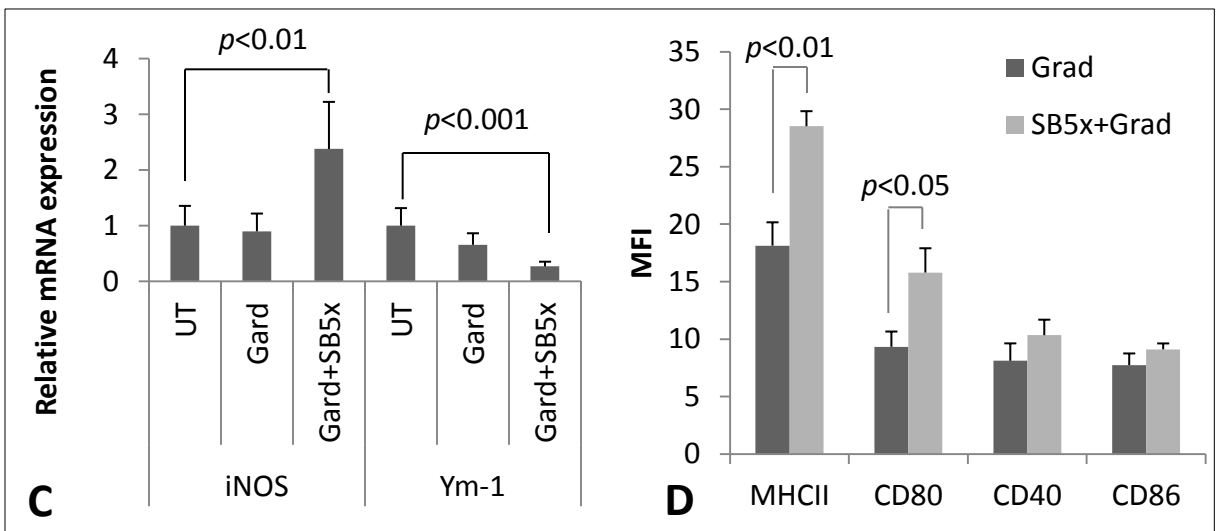 Relative mRNA expression
4
3
2
1
0
p<0.01
p<0.001
UT
Gard
Gard+SB5x
UT
Gard
Gard+SB5x
iNOS
Ym-1
C
MFI
35
30
25
20
15
10
5
0
p<0.01
p<0.05
Grad
SB5x+Grad
MHCII
CD80
CD40
CD86
D